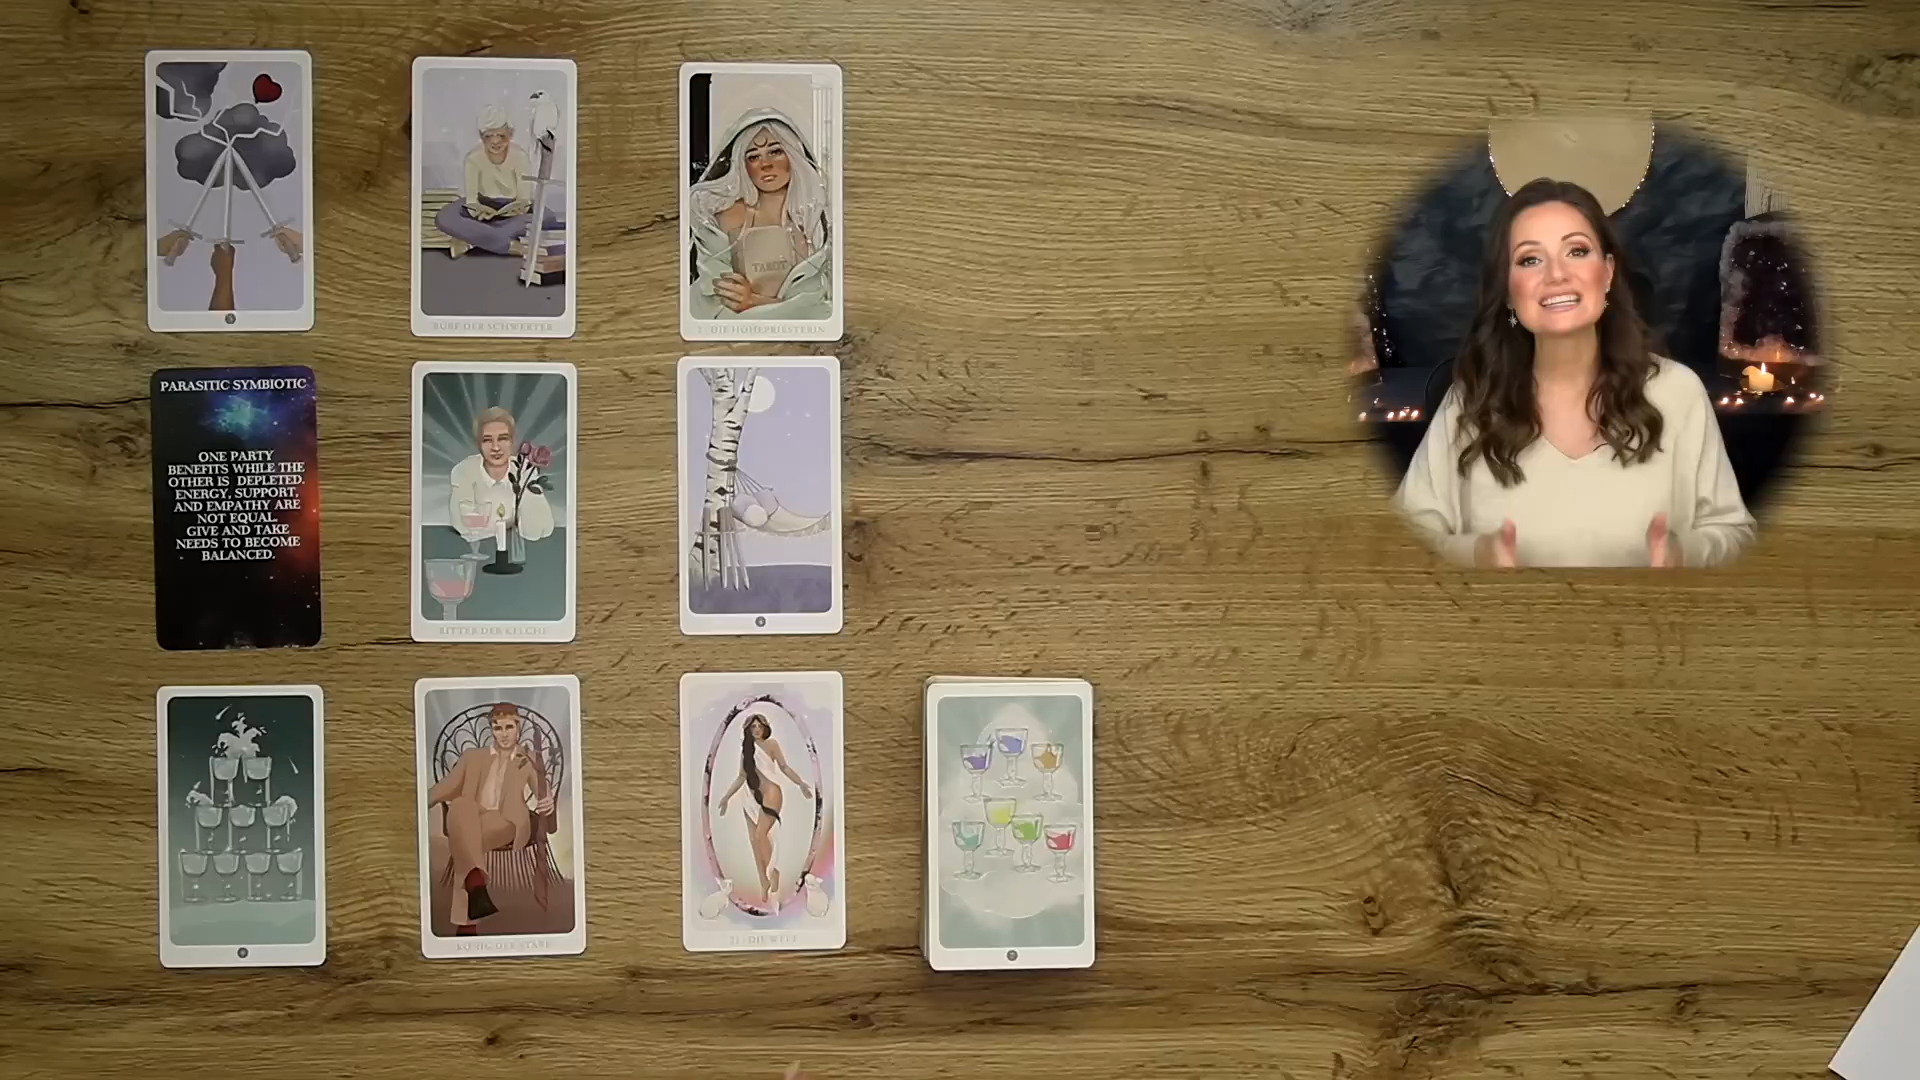 BUBE DER SCHWERTER
TAROT
2 · DIE HOHEPRIESTERIN
PARASITIC SYMBIOTIC
ONE PARTY
BENEFITS WHILE THE
OTHER IS DEPLETED.
ENERGY, SUPPORT,
AND EMPATHY ARE
NOT EQUAL.
GIVE AND TAKE
NEEDS TO BECOME
BALANCED.
RITTER DER KELCHE
KÖNIG DER STÄBE
21 · DIE WELT